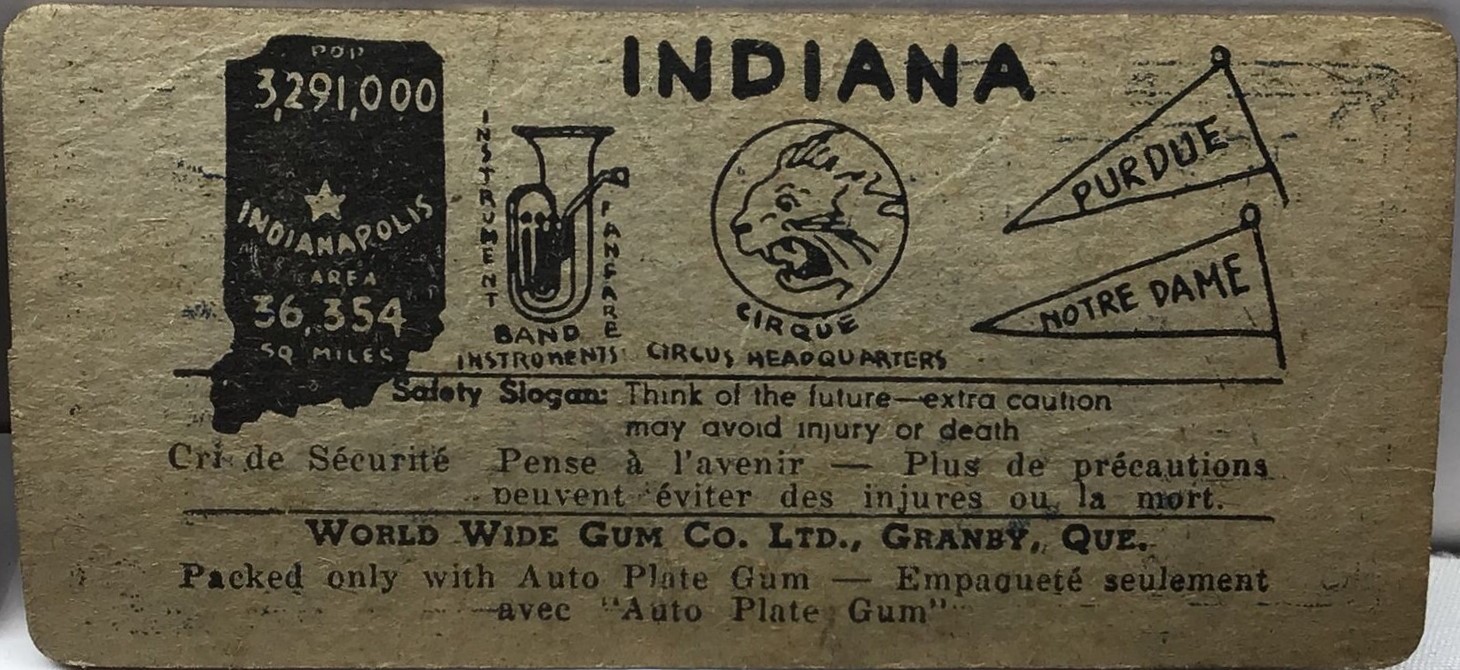 INDIANA
POP
3,291,000
INDIANAPOLIS
AREA
36,354
SQ MILES
INSTRUMENT
FANFARE
BAND
INSTRUMENTS
CIRQUE
CIRCUS HEADQUARTERS
PURDUE
NOTRE DAME
Safety Slogan: Think of the future—extra caution
may avoid injury or death
Cri de Sécurité Pense à l'avenir — Plus de précautions
peuvent éviter des injures ou la mort.
WORLD WIDE GUM CO. LTD., GRANBY, QUE.
Packed only with Auto Plate Gum — Empaqueté seulement
avec "Auto Plate Gum"